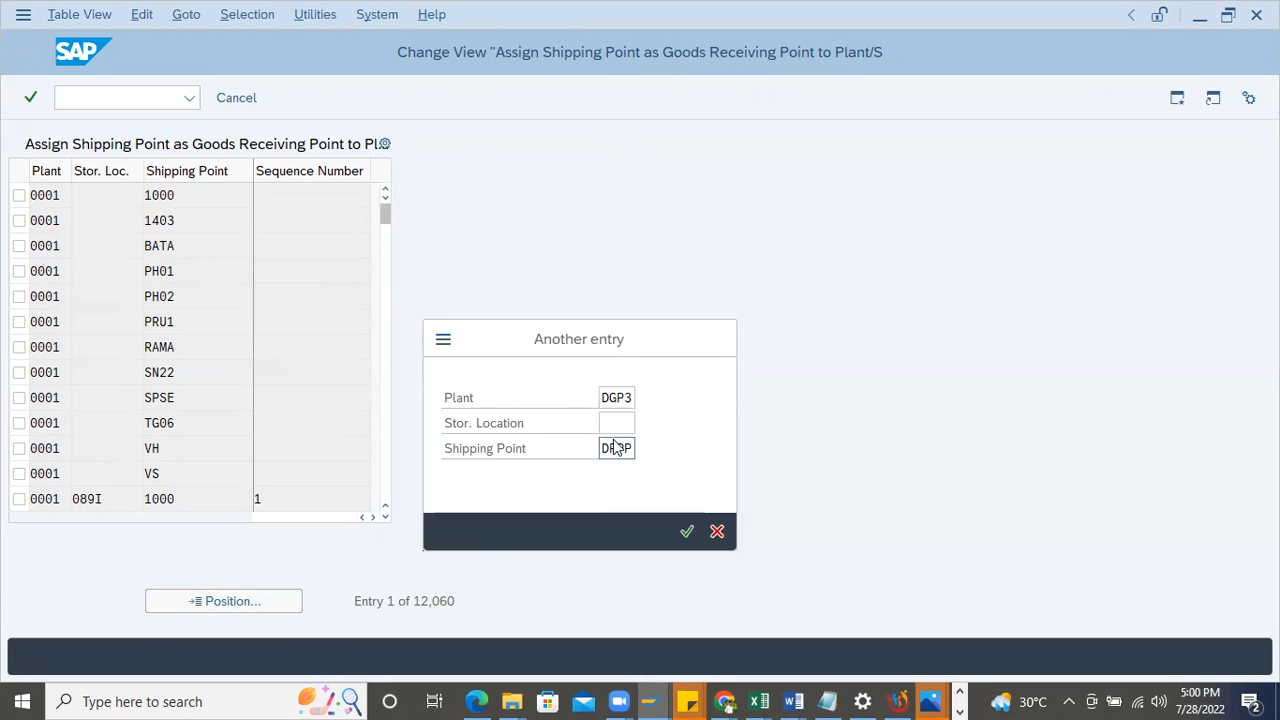 Table View Edit Goto Selection Utilities System Help
SAP Change View "Assign Shipping Point as Goods Receiving Point to Plant/S
Cancel
Assign Shipping Point as Goods Receiving Point to Pl...
Plant Stor. Loc. Shipping Point Sequence Number
0001 1000
0001 1403
0001 BATA
0001 PH01
0001 PH02
0001 PRU1
0001 RAMA
0001 SN22
0001 SPSE
0001 TG06
0001 VH
0001 VS
0001 089I 1000 1
Another entry
Plant DGP3
Stor. Location
Shipping Point
Position... Entry 1 of 12,060
Type here to search
30°C
5:00 PM
7/28/2022
2